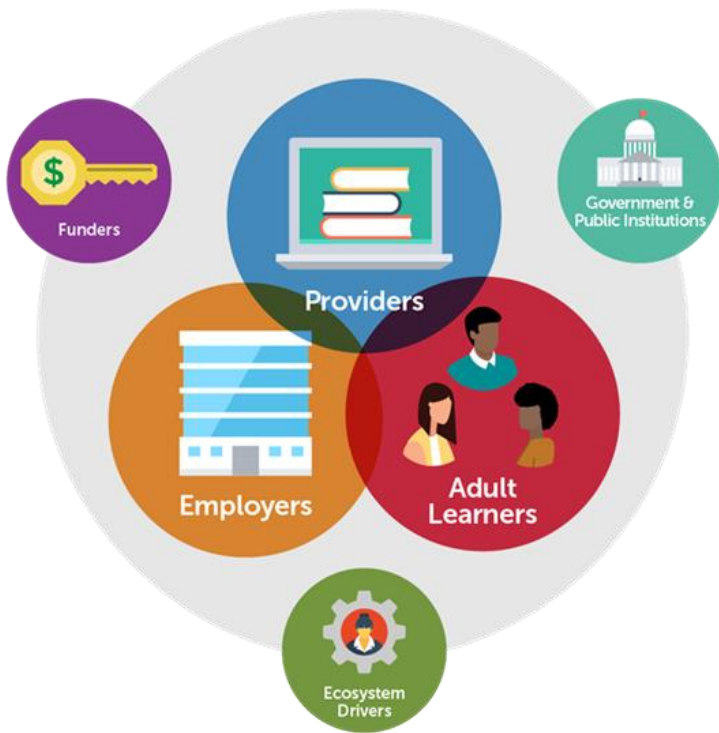 $
Funders
Government &
Public Institutions
Providers
Employers
Adult
Learners
Ecosystem
Drivers